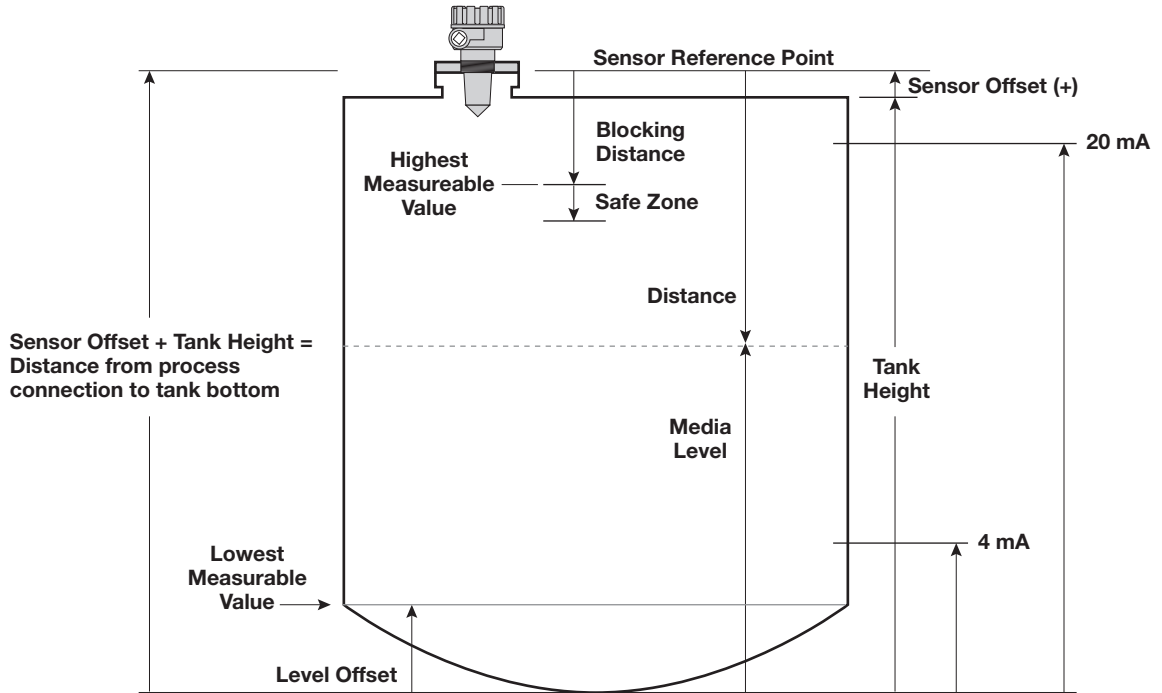 Sensor Reference Point
Sensor Offset (+)
Blocking
Distance
20 mA
Highest
Measureable
Value
Safe Zone
Distance
Sensor Offset + Tank Height =
Distance from process
connection to tank bottom
Tank
Height
Media
Level
4 mA
Lowest
Measurable
Value
Level Offset